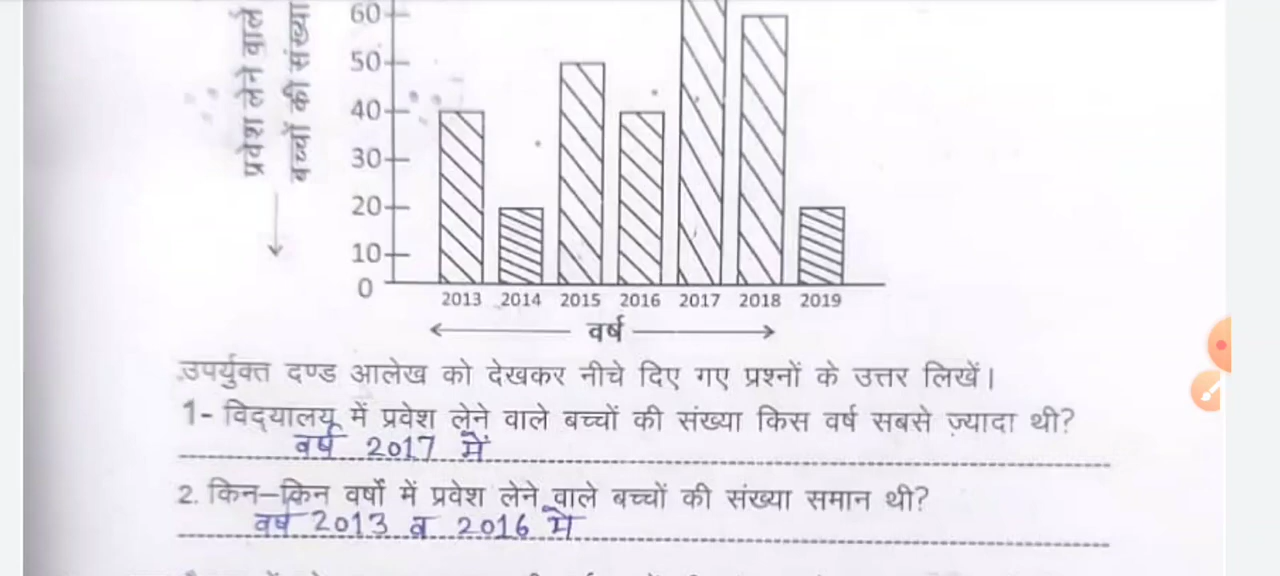 प्रवेश लेने वाले
बच्चों की संख्या
60
50
40
30
20
10
0
2013 2014 2015 2016 2017 2018 2019
वर्ष
उपर्युक्त दण्ड आलेख को देखकर नीचे दिए गए प्रश्नों के उत्तर लिखें।
1- विद्यालय में प्रवेश लेने वाले बच्चों की संख्या किस वर्ष सबसे ज़्यादा थी?
वर्ष 2017 में
2. किन–किन वर्षो में प्रवेश लेने वाले बच्चों की संख्या समान थी?
वर्ष 2013 व 2016 में